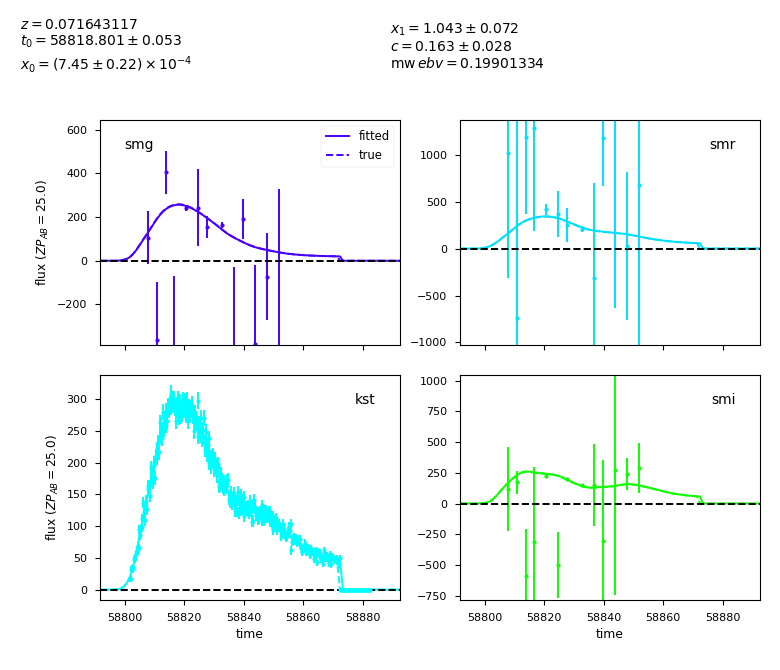 z = 0.071643117
t₀ = 58818.801 ± 0.053
x₀ = (7.45 ± 0.22) × 10⁻⁴
x₁ = 1.043 ± 0.072
c = 0.163 ± 0.028
mw ebv = 0.19901334
smg
fitted
true
600
400
200
0
−200
flux (ZP_AB = 25.0)
smr
1000
500
0
−500
−1000
kst
300
250
200
150
100
50
0
flux (ZP_AB = 25.0)
58800 58820 58840 58860 58880
time
smi
1000
750
500
250
0
−250
−500
−750
58800 58820 58840 58860 58880
time